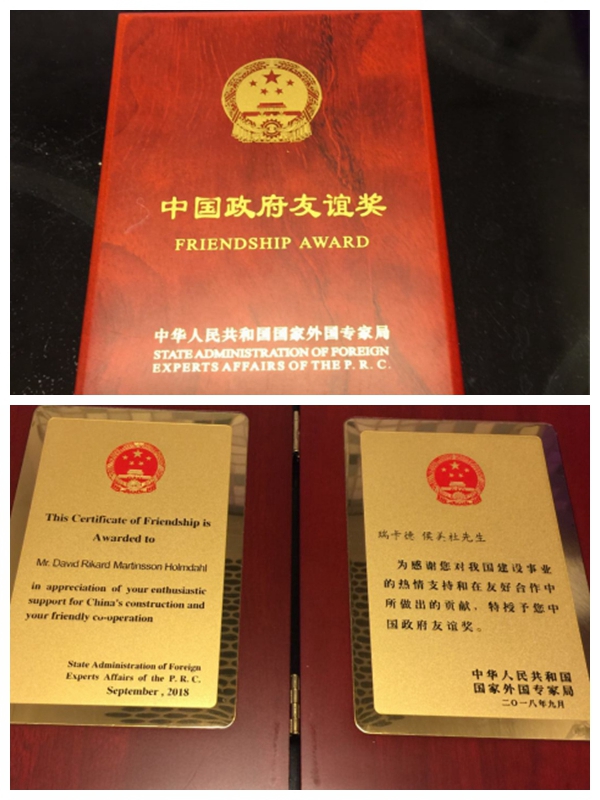 中国政府友谊奖
FRIENDSHIP AWARD
中华人民共和国国家外国专家局
STATE ADMINISTRATION OF FOREIGN
EXPERTS AFFAIRS OF THE P. R. C.
This Certificate of Friendship is
Awarded to
Mr. David Rikard Martinsson Holmdahl
in appreciation of your enthusiastic
support for China's construction and
your friendly co-operation
State Administration of Foreign
Experts Affairs of the P. R. C.
September , 2018
瑞卡德 侯美杜先生
为感谢您对我国建设事业
的热情支持和在友好合作中
所做出的贡献，特授予您中
国政府友谊奖。
中华人民共和国
国家外国专家局
二〇一八年九月